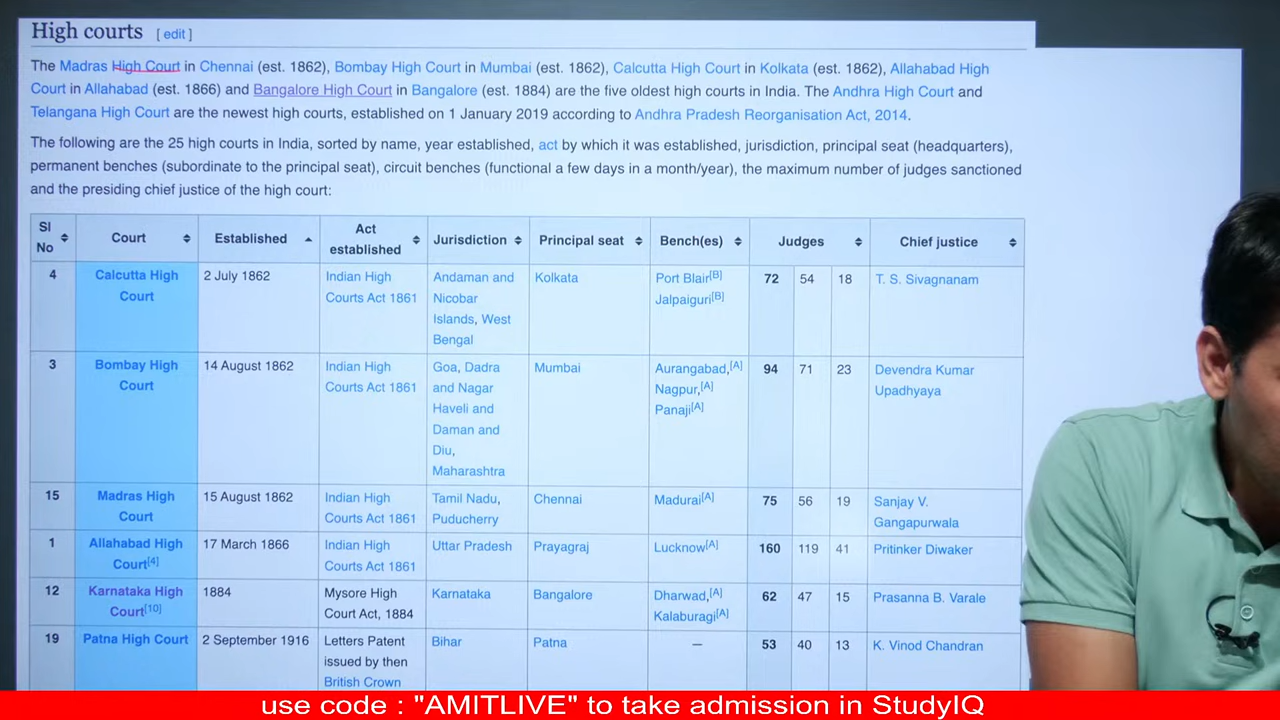 High courts [ edit ]
The Madras High Court in Chennai (est. 1862), Bombay High Court in Mumbai (est. 1862), Calcutta High Court in Kolkata (est. 1862), Allahabad High
Court in Allahabad (est. 1866) and Bangalore High Court in Bangalore (est. 1884) are the five oldest high courts in India. The Andhra High Court and
Telangana High Court are the newest high courts, established on 1 January 2019 according to Andhra Pradesh Reorganisation Act, 2014.
The following are the 25 high courts in India, sorted by name, year established, act by which it was established, jurisdiction, principal seat (headquarters),
permanent benches (subordinate to the principal seat), circuit benches (functional a few days in a month/year), the maximum number of judges sanctioned
and the presiding chief justice of the high court:
Sl No Court Established Act established Jurisdiction Principal seat Bench(es) Judges Chief justice
4 Calcutta High Court 2 July 1862 Indian High Courts Act 1861 Andaman and Nicobar Islands, West Bengal Kolkata Port Blair[B] Jalpaiguri[B] 72 54 18 T. S. Sivagnanam
3 Bombay High Court 14 August 1862 Indian High Courts Act 1861 Goa, Dadra and Nagar Haveli and Daman and Diu, Maharashtra Mumbai Aurangabad,[A] Nagpur,[A] Panaji[A] 94 71 23 Devendra Kumar Upadhyaya
15 Madras High Court 15 August 1862 Indian High Courts Act 1861 Tamil Nadu, Puducherry Chennai Madurai[A] 75 56 19 Sanjay V. Gangapurwala
1 Allahabad High Court[4] 17 March 1866 Indian High Courts Act 1861 Uttar Pradesh Prayagraj Lucknow[A] 160 119 41 Pritinker Diwaker
12 Karnataka High Court[10] 1884 Mysore High Court Act, 1884 Karnataka Bangalore Dharwad,[A] Kalaburagi[A] 62 47 15 Prasanna B. Varale
19 Patna High Court 2 September 1916 Letters Patent issued by then British Crown Bihar Patna — 53 40 13 K. Vinod Chandran
use code : "AMITLIVE" to take admission in StudyIQ